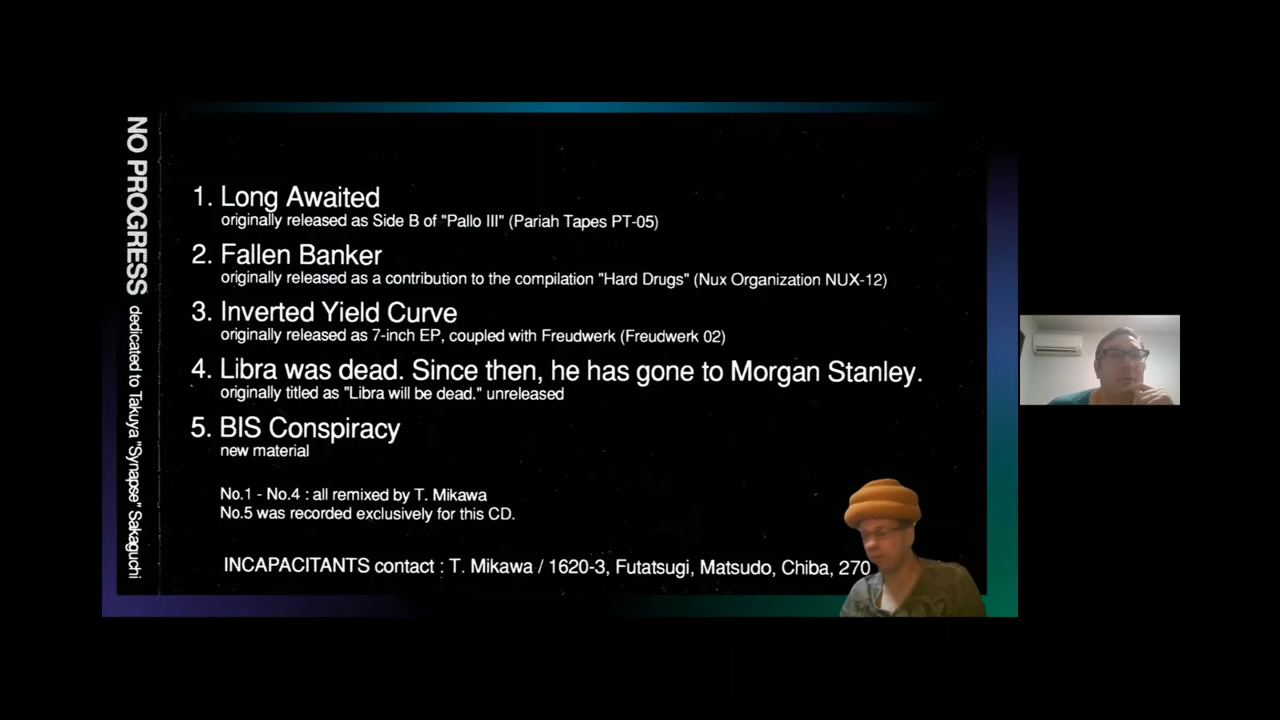 NO PROGRESS dedicated to Takuya "Synapse" Sakaguchi
1. Long Awaited
originally released as Side B of "Pallo III" (Pariah Tapes PT-05)
2. Fallen Banker
originally released as a contribution to the compilation "Hard Drugs" (Nux Organization NUX-12)
3. Inverted Yield Curve
originally released as 7-inch EP, coupled with Freudwerk (Freudwerk 02)
4. Libra was dead. Since then, he has gone to Morgan Stanley.
originally titled as "Libra will be dead." unreleased
5. BIS Conspiracy
new material
No.1 - No.4 : all remixed by T. Mikawa
No.5 was recorded exclusively for this CD.
INCAPACITANTS contact : T. Mikawa / 1620-3, Futatsugi, Matsudo, Chiba, 270